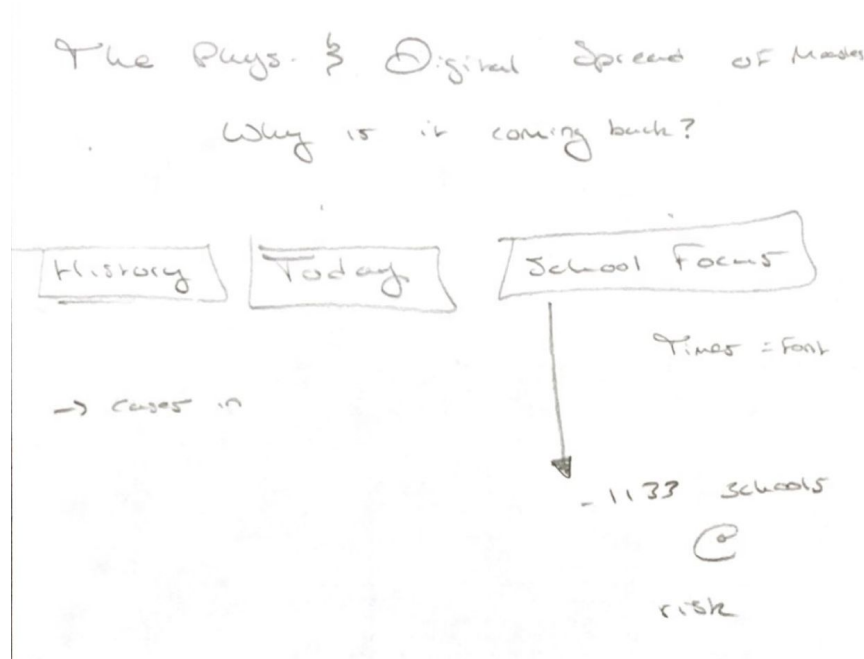 The Phys. & Digital Spread of Measles
Why is it coming back?
History
Today
School Focus
Times = font
-> cases in
- 1133 schools
@
risk